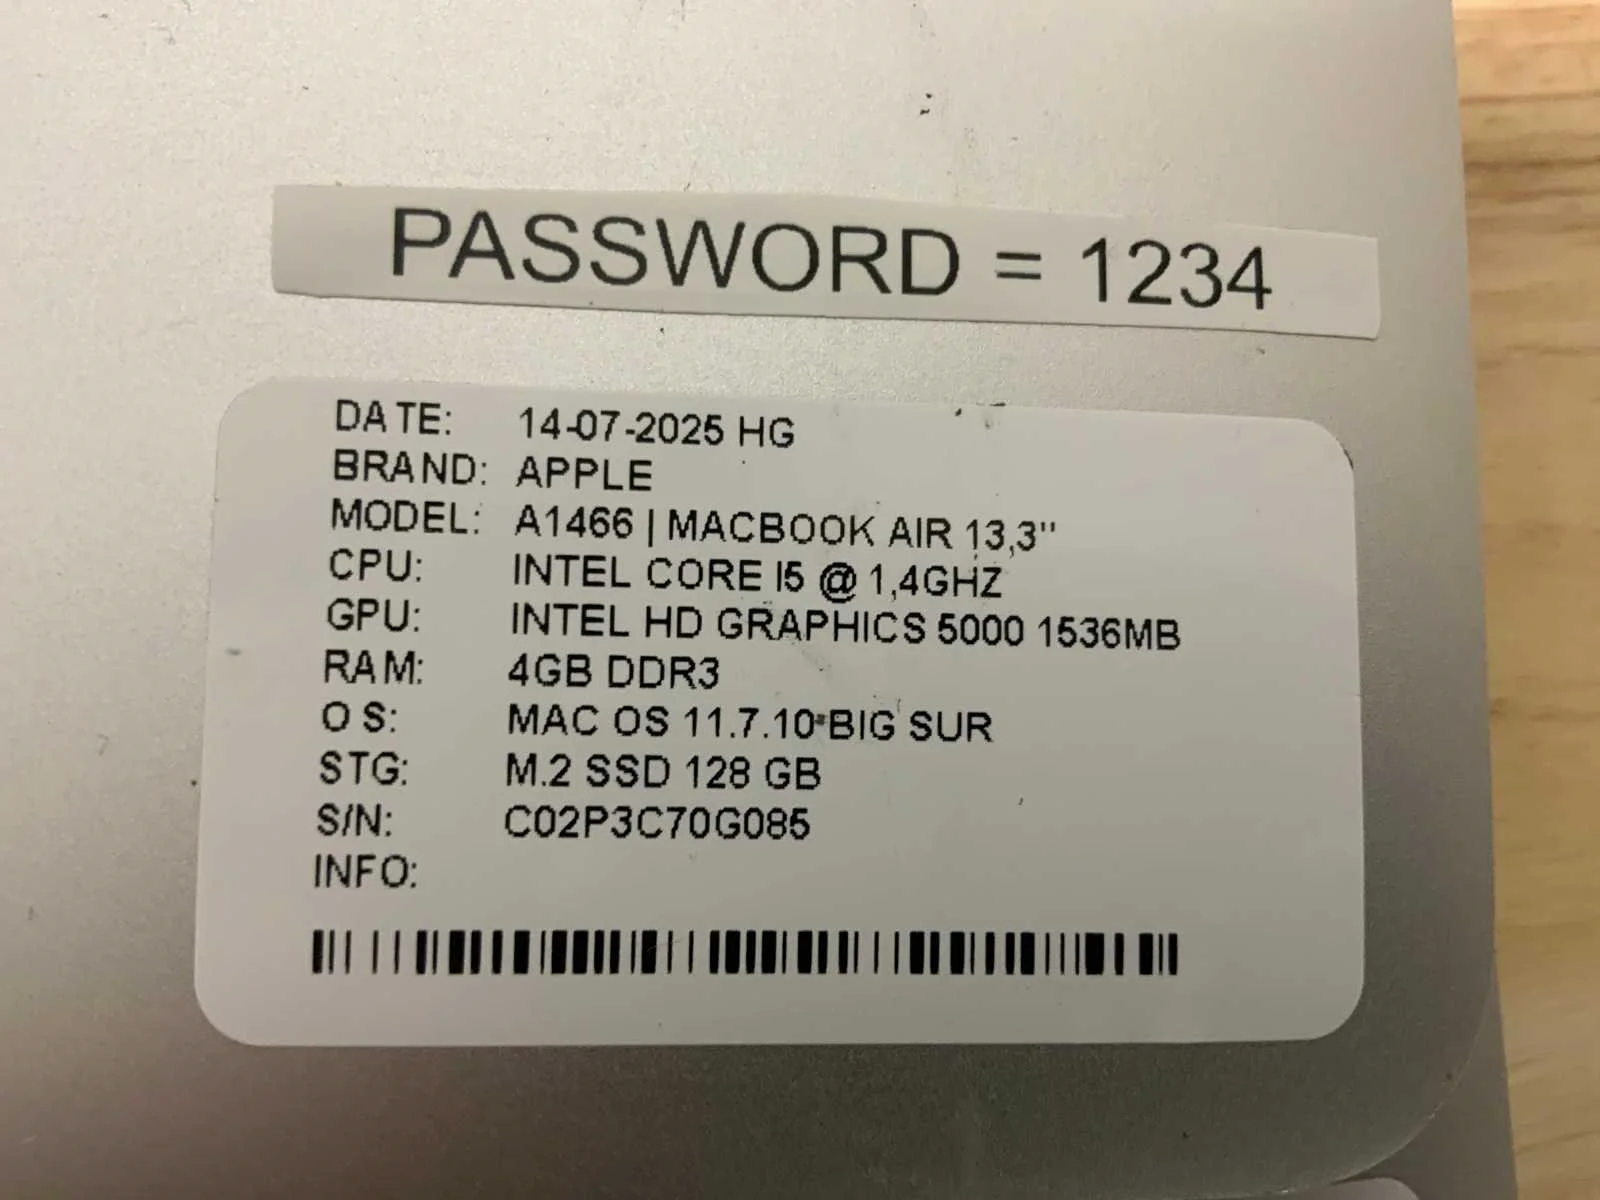 PASSWORD = 1234
DATE: 14-07-2025 HG
BRAND: APPLE
MODEL: A1466 | MACBOOK AIR 13,3"
CPU: INTEL CORE I5 @ 1,4GHZ
GPU: INTEL HD GRAPHICS 5000 1536MB
RAM: 4GB DDR3
OS: MAC OS 11.7.10 BIG SUR
STG: M.2 SSD 128 GB
S/N: C02P3C70G085
INFO: